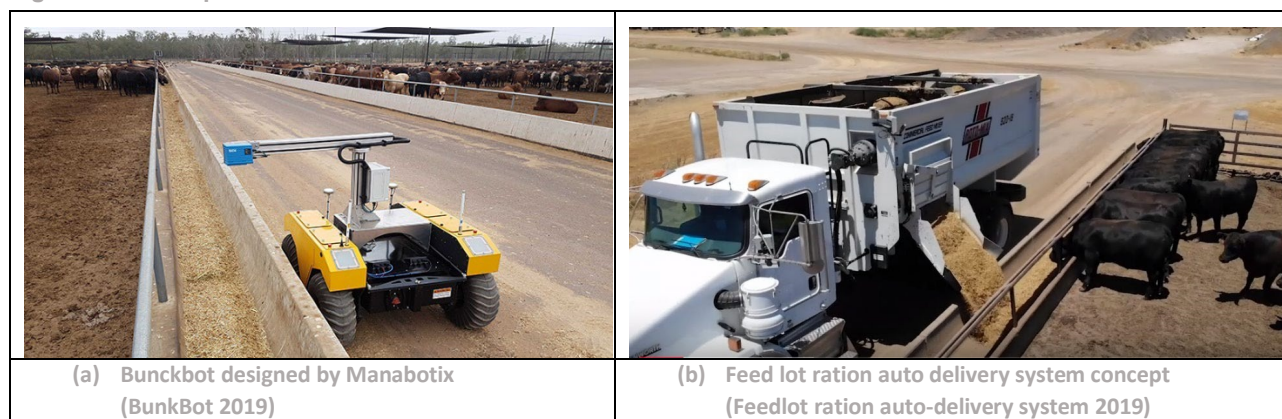 (a) Bunckbot designed by Manabotix
(BunkBot 2019)
(b) Feed lot ration auto delivery system concept
(Feedlot ration auto-delivery system 2019)